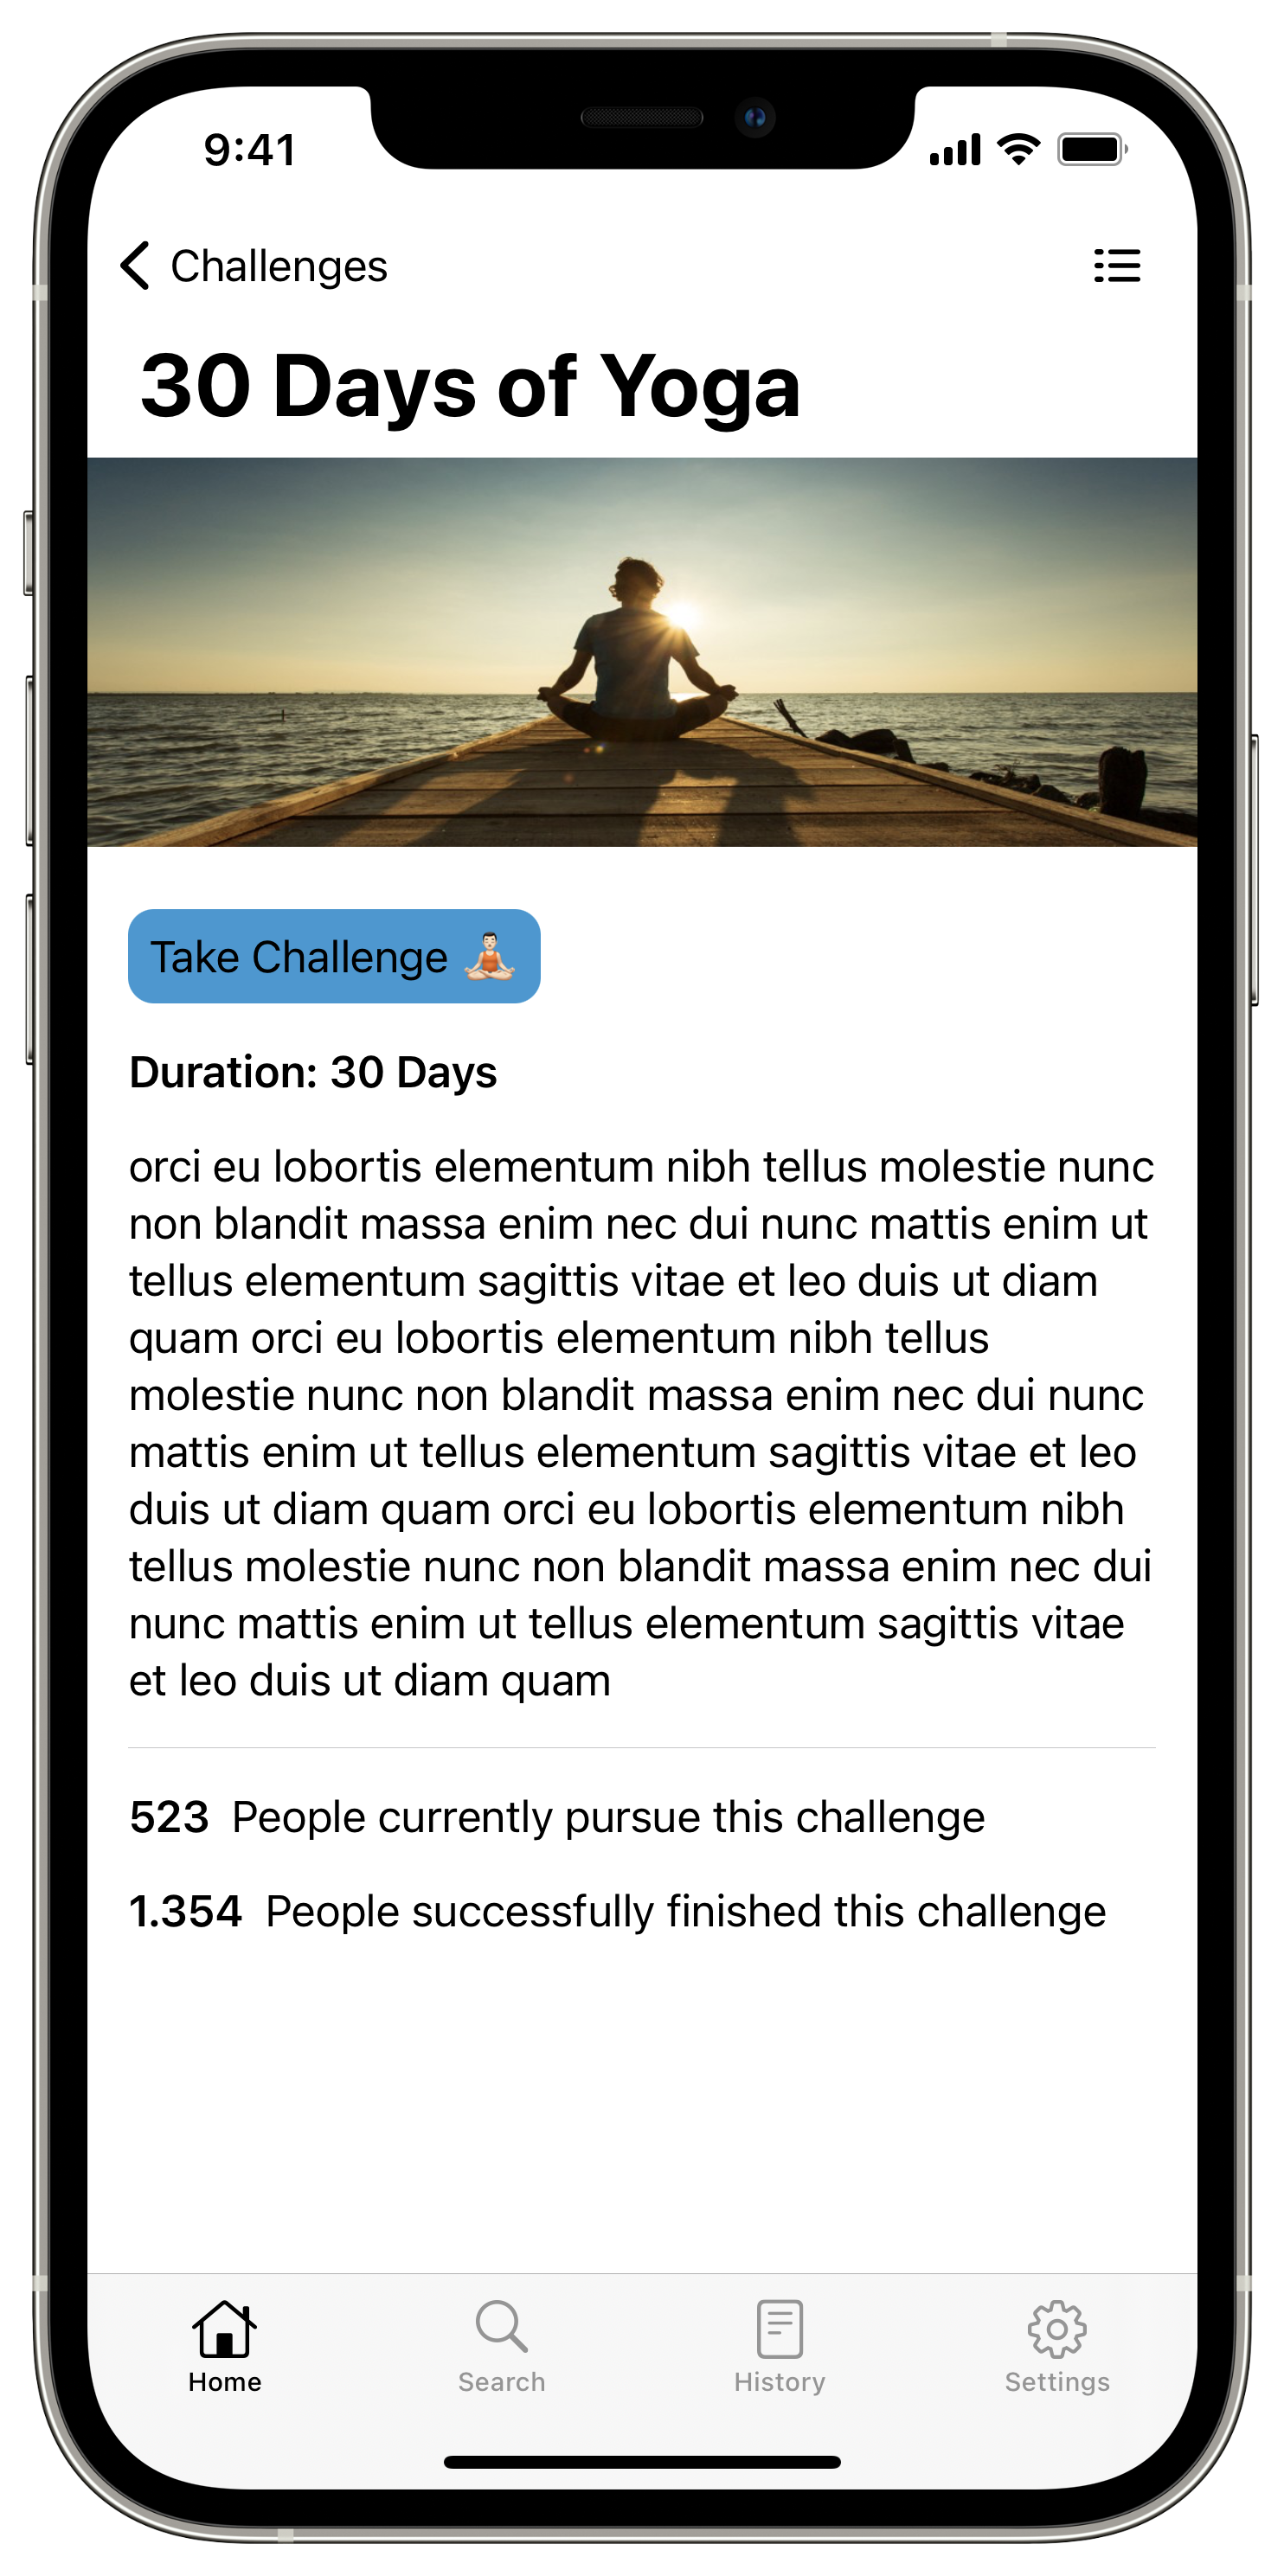 9:41
Challenges
30 Days of Yoga
Take Challenge
Duration: 30 Days
orci eu lobortis elementum nibh tellus molestie nunc
non blandit massa enim nec dui nunc mattis enim ut
tellus elementum sagittis vitae et leo duis ut diam
quam orci eu lobortis elementum nibh tellus
molestie nunc non blandit massa enim nec dui nunc
mattis enim ut tellus elementum sagittis vitae et leo
duis ut diam quam orci eu lobortis elementum nibh
tellus molestie nunc non blandit massa enim nec dui
nunc mattis enim ut tellus elementum sagittis vitae
et leo duis ut diam quam
523 People currently pursue this challenge
1.354 People successfully finished this challenge
Home Search History Settings